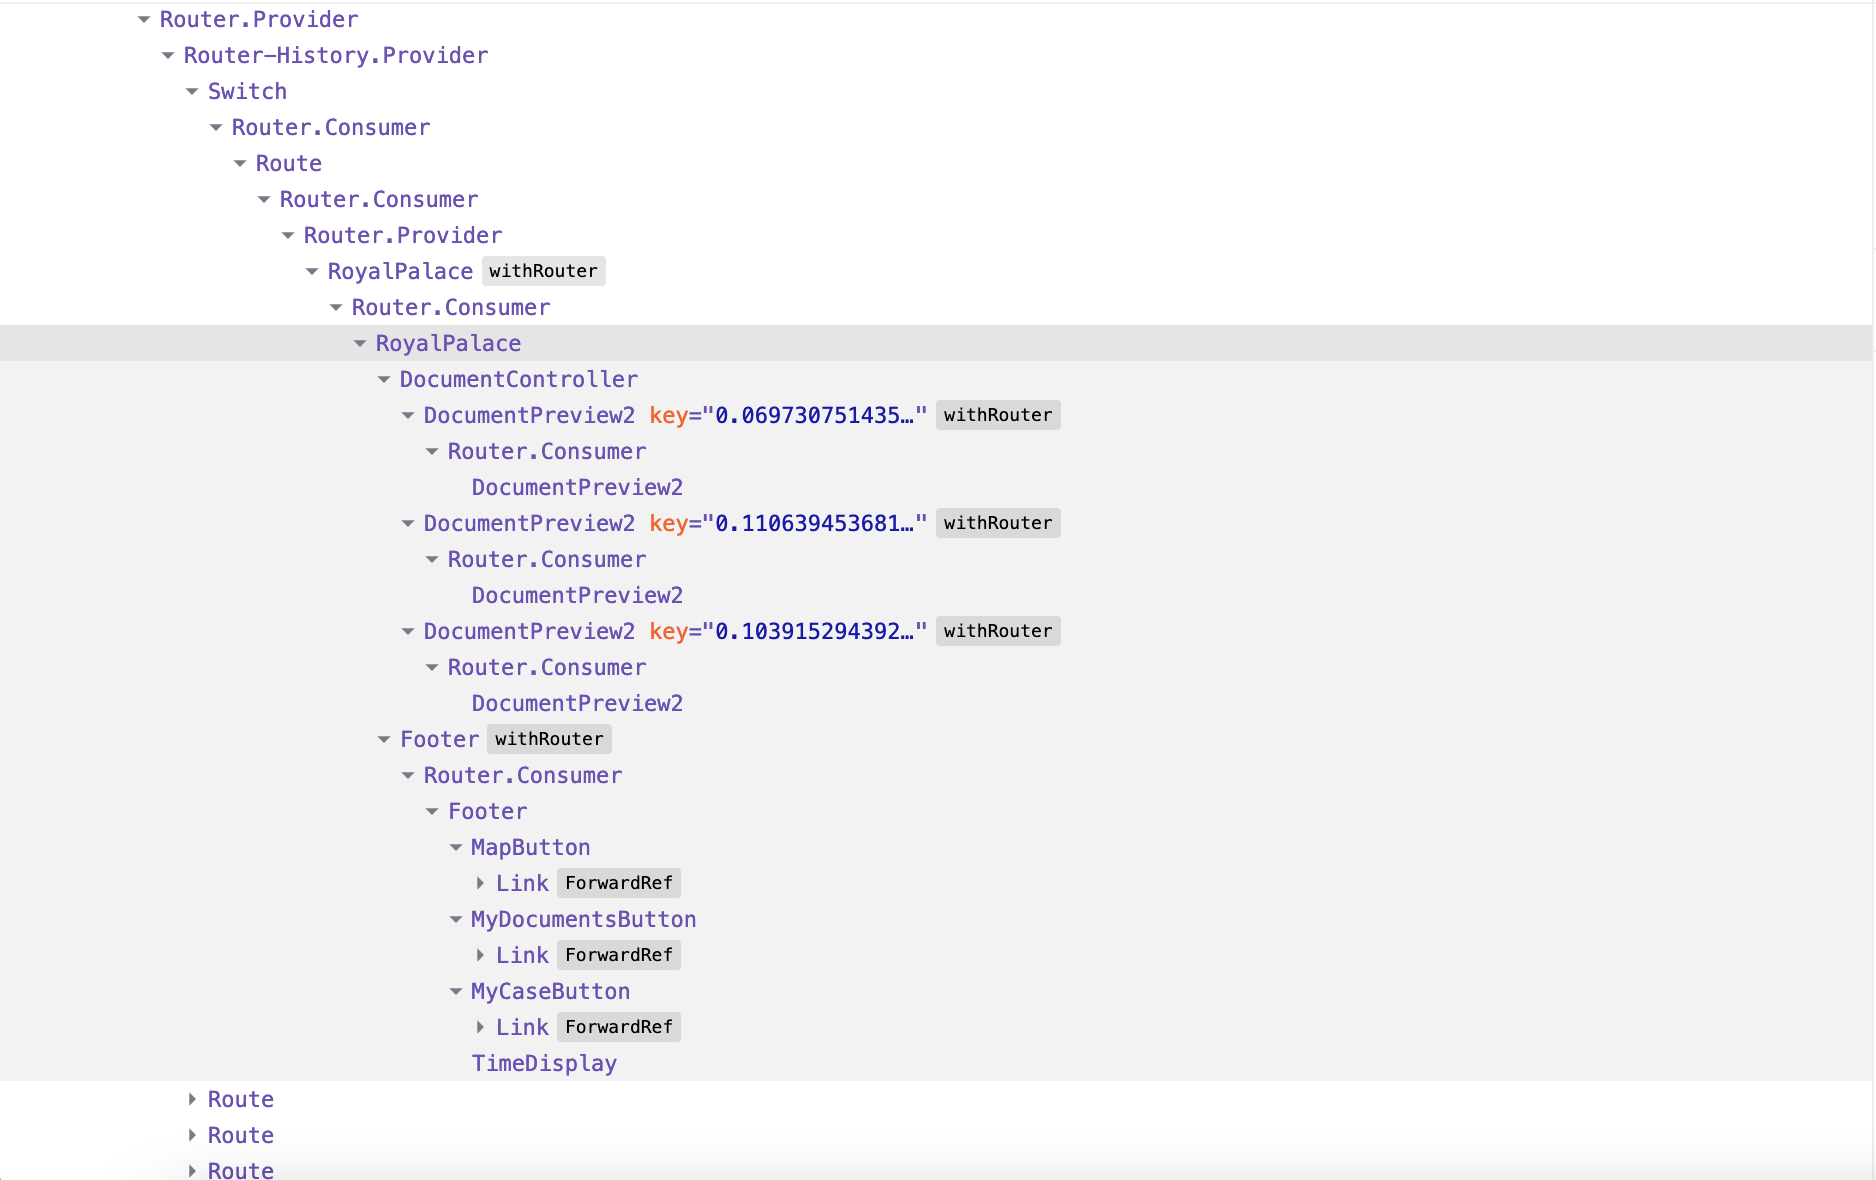 Router.Provider
Router-History.Provider
Switch
Router.Consumer
Route
Router.Consumer
Router.Provider
RoyalPalace withRouter
Router.Consumer
RoyalPalace
DocumentController
DocumentPreview2 key="0.069730751435…" withRouter
Router.Consumer
DocumentPreview2
DocumentPreview2 key="0.110639453681…" withRouter
Router.Consumer
DocumentPreview2
DocumentPreview2 key="0.103915294392…" withRouter
Router.Consumer
DocumentPreview2
Footer withRouter
Router.Consumer
Footer
MapButton
Link ForwardRef
MyDocumentsButton
Link ForwardRef
MyCaseButton
Link ForwardRef
TimeDisplay
Route
Route
Route